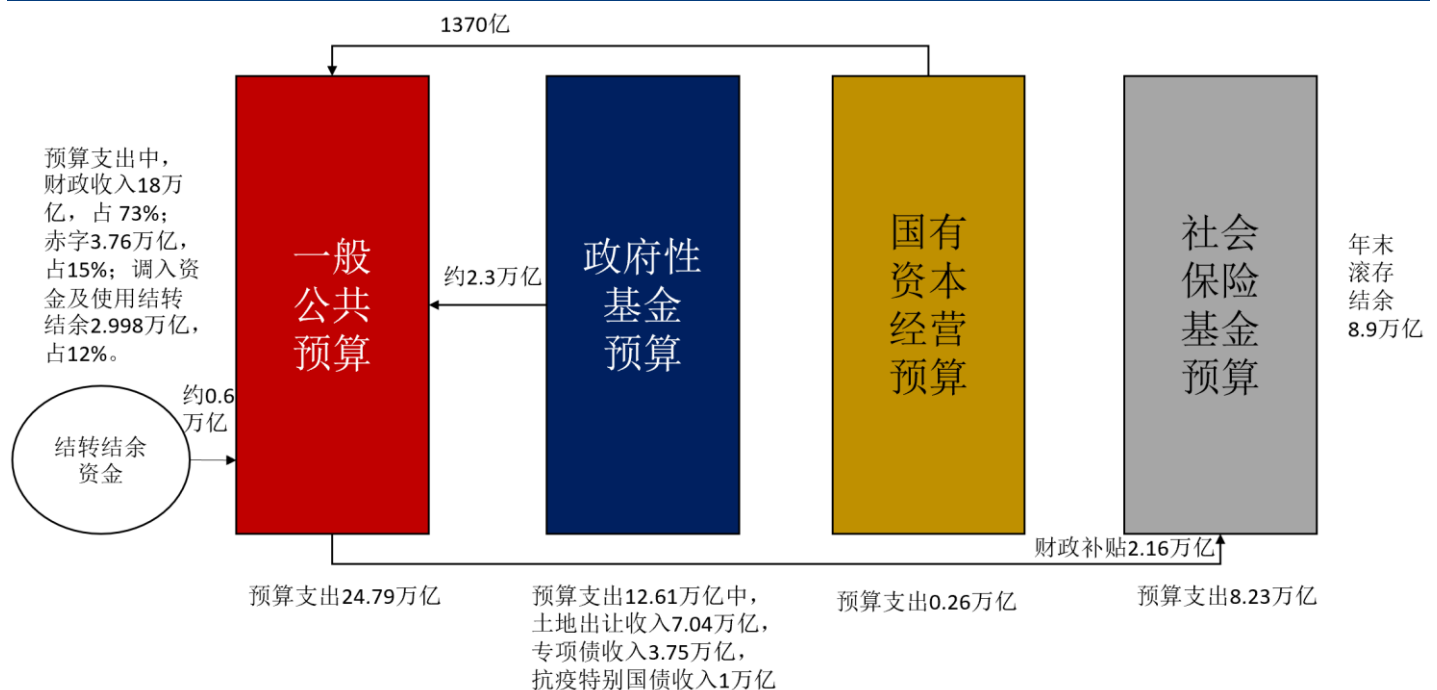 1370亿
预算支出中，
财政收入18万
亿，占 73%；
赤字3.76万亿，
占15%；调入资
金及使用结转
结余2.998万亿，
占12%。
一般
公共
预算
约2.3万亿
政府性
基金
预算
国有
资本
经营
预算
社会
保险
基金
预算
年末
滚存
结余
8.9万亿
约0.6
万亿
结转结余
资金
财政补贴2.16万亿
预算支出24.79万亿
预算支出12.61万亿中，
土地出让收入7.04万亿，
专项债收入3.75万亿，
抗疫特别国债收入1万亿
预算支出0.26万亿
预算支出8.23万亿